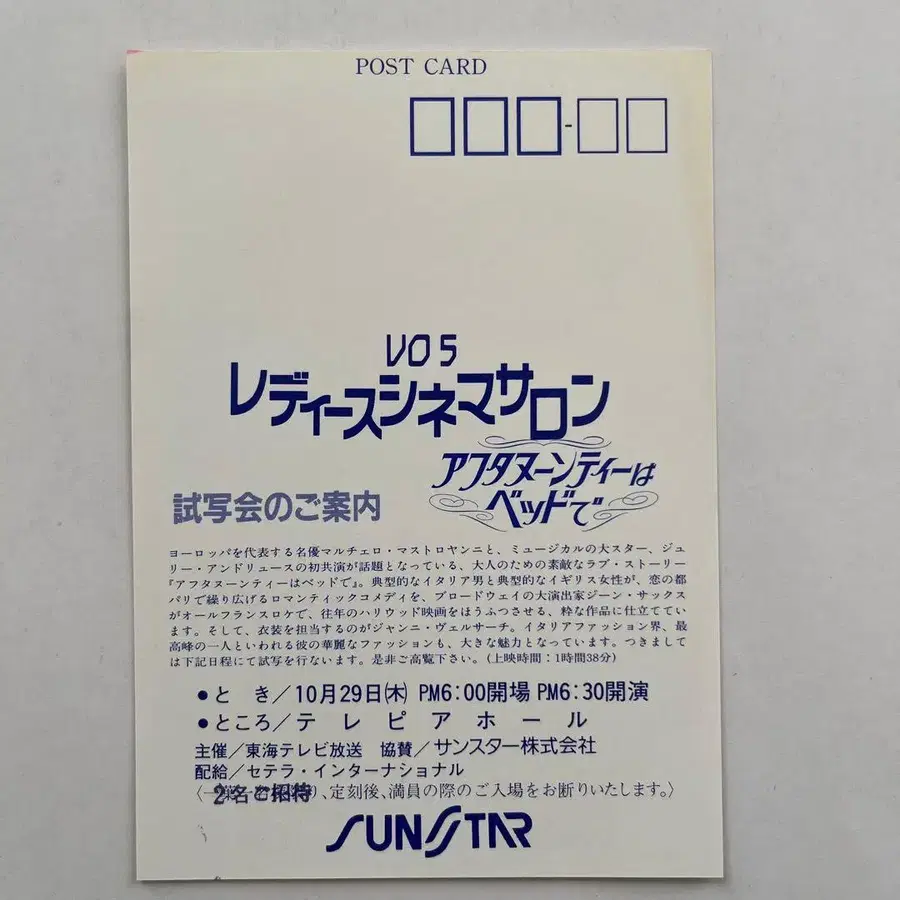 POST CARD
VO5
レディースシネマサロン
アフタヌーンティーは
ベッドで
試写会のご案内
ヨーロッパを代表する名優マルチェロ・マストロヤンニと、ミュージカルの大スター、ジュ
リー・アンドリュースの初共演が話題となっている、大人のための素敵なラブ・ストーリー
『アフタヌーンティーはベッドで』。典型的なイタリア男と典型的なイギリス女性が、恋の都
パリで繰り広げるロマンティックコメディを、ブロードウェイの大演出家ジーン・サックス
がオールフランスロケで、往年のハリウッド映画をほうふつさせる、粋な作品に仕立ててい
ます。そして、衣装を担当するのがジャンニ・ヴェルサーチ。イタリアファッション界、最
高峰の一人といわれる彼の華麗なファッションも、大きな魅力となっています。つきまして
は下記日程にて試写を行ないます。是非ご高覧下さい。(上映時間:1時間38分)
●とき/10月29日㈭ PM6:00開場 PM6:30開演
●ところ/テレピアホール
主催/東海テレビ放送 協賛/サンスター株式会社
配給/セテラ・インターナショナル
2名ご招待、定刻後、満員の際のご入場をお断りいたします。〉
SUNSTAR